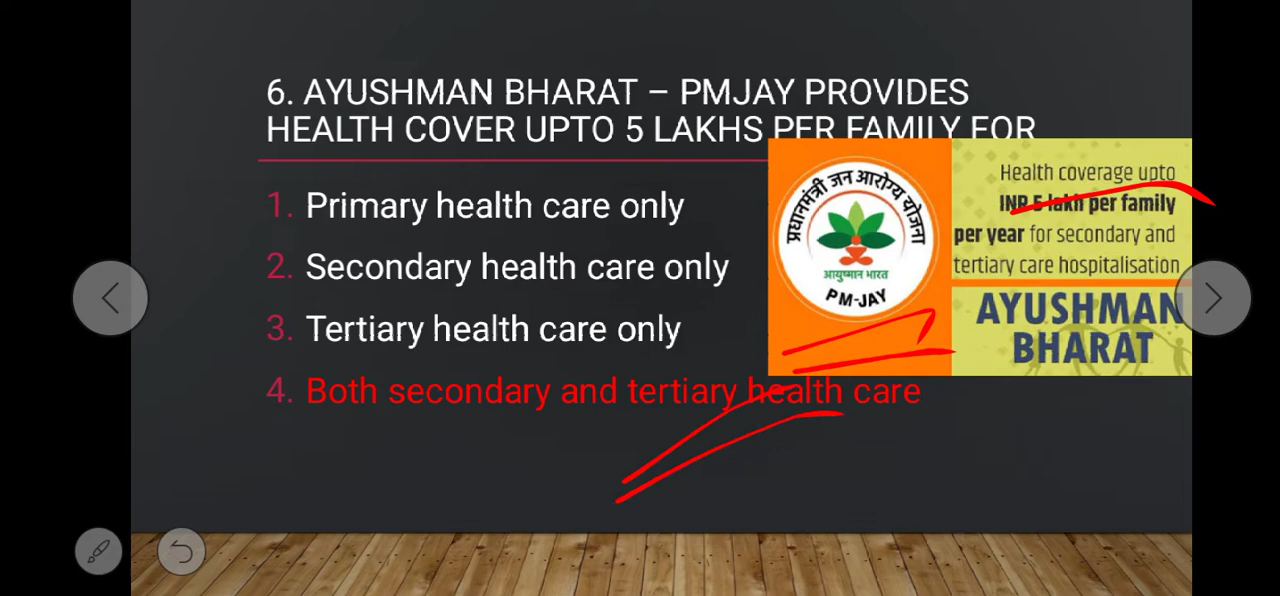 6. AYUSHMAN BHARAT – PMJAY PROVIDES
HEALTH COVER UPTO 5 LAKHS PER FAMILY FOR
1. Primary health care only
2. Secondary health care only
3. Tertiary health care only
4. Both secondary and tertiary health care
प्रधानमंत्री जन आरोग्य योजना
आयुष्मान भारत
PM-JAY
Health coverage upto
INR 5 lakh per family
per year for secondary and
tertiary care hospitalisation
AYUSHMAN
BHARAT